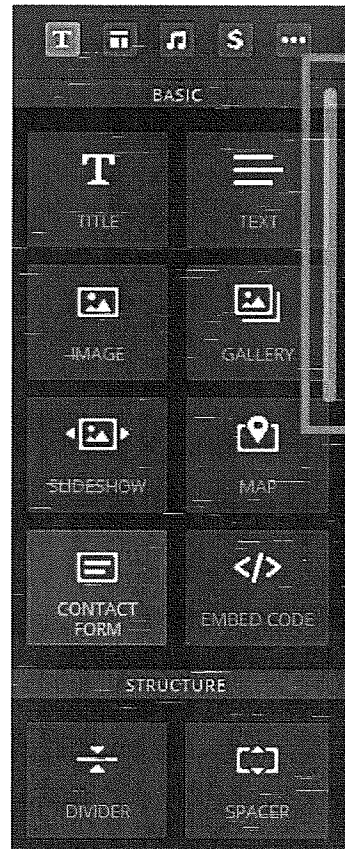 T $ •••
BASIC
TITLE TEXT
IMAGE GALLERY
SLIDESHOW MAP
CONTACT
FORM
EMBED CODE
STRUCTURE
DIVIDER SPACER